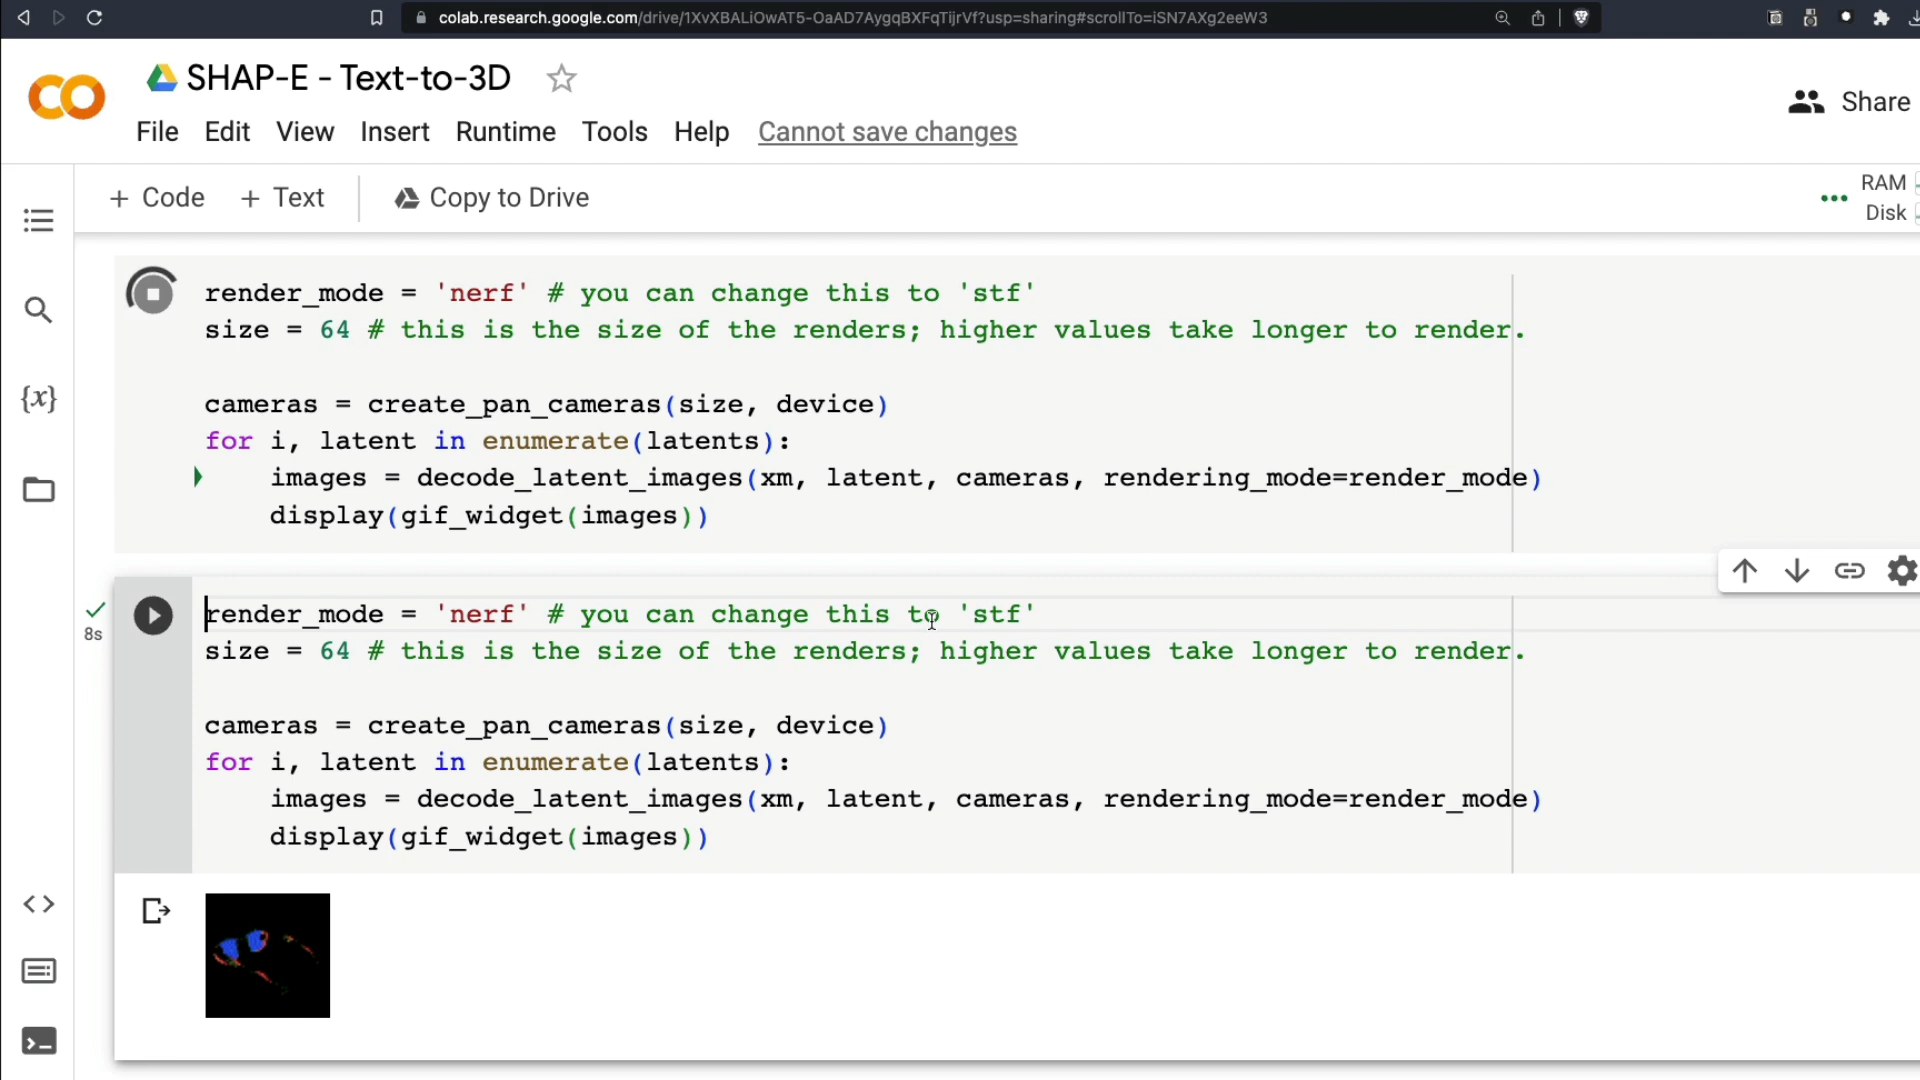 colab.research.google.com/drive/1XvXBALiOwAT5-OaAD7AygqBXFqTijrVf?usp=sharing#scrollTo=iSN7AXg2eeW3
SHAP-E - Text-to-3D
Share
File Edit View Insert Runtime Tools Help Cannot save changes
+ Code + Text Copy to Drive
RAM
Disk
render_mode = 'nerf' # you can change this to 'stf'
size = 64 # this is the size of the renders; higher values take longer to render.
cameras = create_pan_cameras(size, device)
for i, latent in enumerate(latents):
images = decode_latent_images(xm, latent, cameras, rendering_mode=render_mode)
display(gif_widget(images))
{x}
render_mode = 'nerf' # you can change this to 'stf'
8s
size = 64 # this is the size of the renders; higher values take longer to render.
cameras = create_pan_cameras(size, device)
for i, latent in enumerate(latents):
images = decode_latent_images(xm, latent, cameras, rendering_mode=render_mode)
display(gif_widget(images))